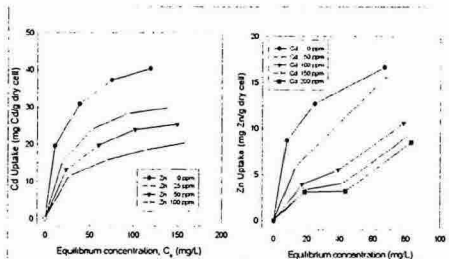 Cd Uptake (mg Cd/g dry cell)
50
40
30
20
10
0
Zn 0 ppm
Zn 25 ppm
Zn 50 ppm
Zn 100 ppm
0 50 100 150 200
Equilibrium concentration, Ce (mg/L)
Zn Uptake (mg Zn/g dry cell)
20
15
10
5
0
Cd 0 ppm
Cd 50 ppm
Cd 100 ppm
Cd 150 ppm
Cd 200 ppm
0 20 40 60 80 100
Equilibrium concentration (mg/L)